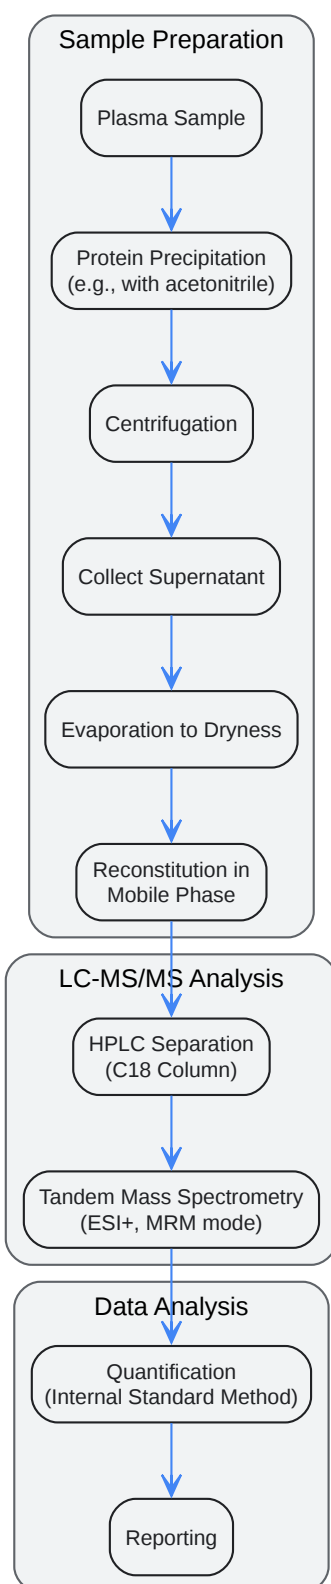 Sample Preparation
Plasma Sample
Protein Precipitation
(e.g., with acetonitrile)
Centrifugation
Collect Supernatant
Evaporation to Dryness
Reconstitution in
Mobile Phase
LC-MS/MS Analysis
HPLC Separation
(C18 Column)
Tandem Mass Spectrometry
(ESI+, MRM mode)
Data Analysis
Quantification
(Internal Standard Method)
Reporting